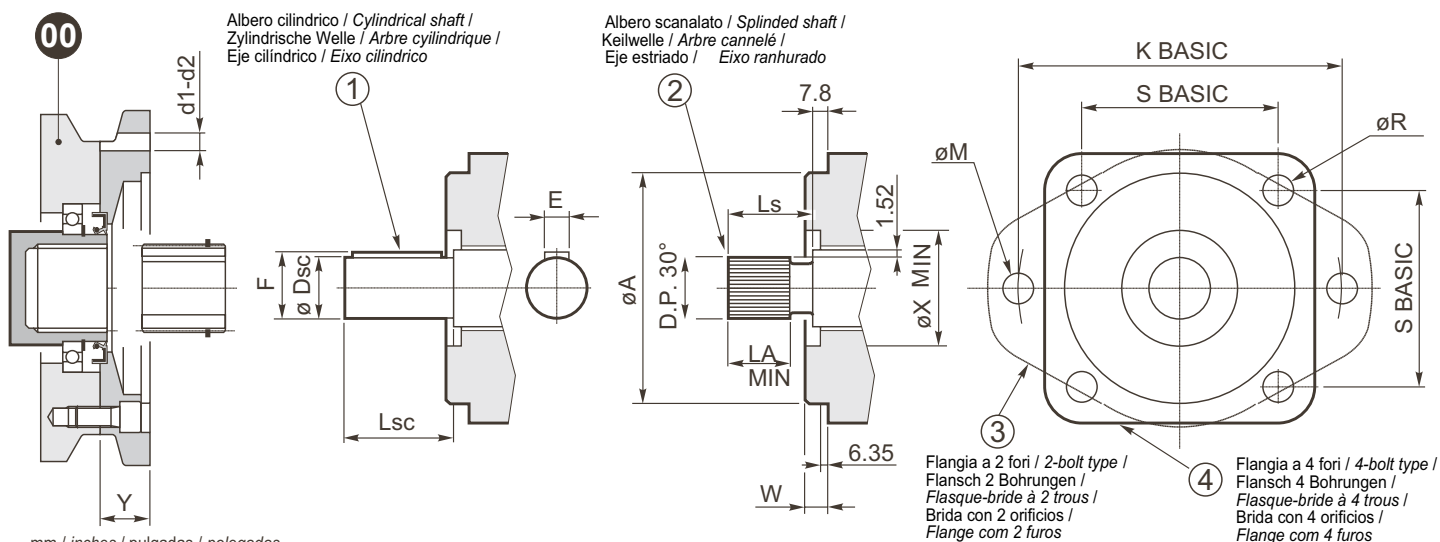 00
d1-d2
Y
Albero cilindrico / Cylindrical shaft /
Zylindrische Welle / Arbre cyilindrique /
Eje cilíndrico / Eixo cilindrico
1
E
F
ø Dsc
Lsc
Albero scanalato / Splinded shaft /
Keilwelle / Arbre cannelé /
Eje estriado / Eixo ranhurado
2
7.8
Ls
1.52
øA
D.P. 30°
øX MIN
LA
MIN
6.35
W
K BASIC
S BASIC
øR
øM
S BASIC
3
Flangia a 2 fori / 2-bolt type /
Flansch 2 Bohrungen /
Flasque-bride à 2 trous /
Brida con 2 orificios /
Flange com 2 furos
4
Flangia a 4 fori / 4-bolt type /
Flansch 4 Bohrungen /
Flasque-bride à 4 trous /
Brida con 4 orificios /
Flange com 4 furos
mm / inches / pulgadas / polegadas